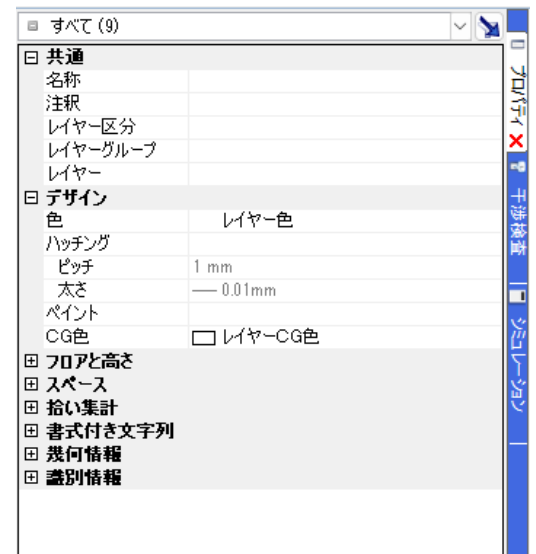 すべて (9)
共通
名称
注釈
レイヤー区分
レイヤーグループ
レイヤー
デザイン
色 レイヤー色
ハッチング
ピッチ 1 mm
太さ 0.01mm
ペイント
CG色 レイヤーCG色
フロアと高さ
スペース
拾い集計
書式付き文字列
幾何情報
識別情報
プロパティ
干渉検査
シミュレーション